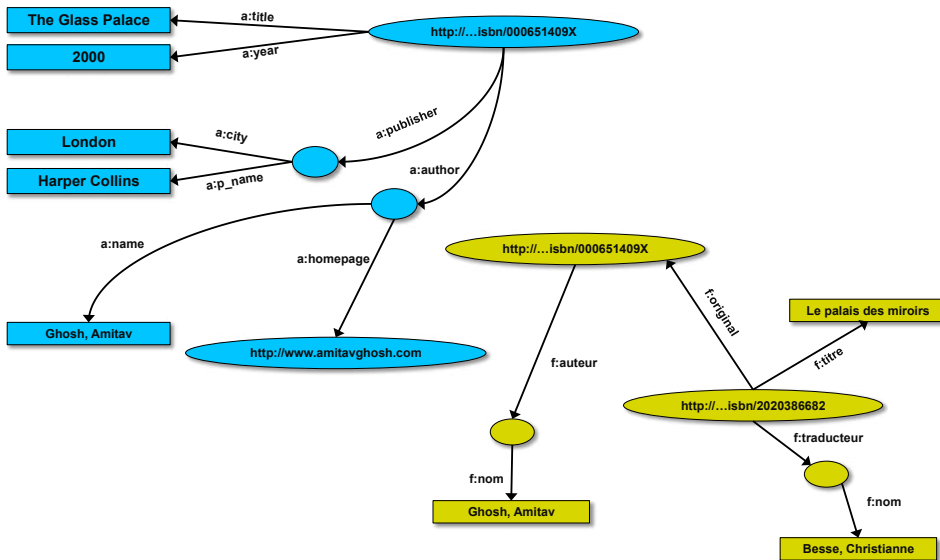 The Glass Palace
a:title
http://…isbn/000651409X
2000
a:year
London
a:city
a:publisher
Harper Collins
a:p_name
a:author
a:name
a:homepage
http://…isbn/000651409X
Ghosh, Amitav
http://www.amitavghosh.com
f:original
Le palais des miroirs
f:titre
f:auteur
http://…isbn/2020386682
f:traducteur
f:nom
Ghosh, Amitav
f:nom
Besse, Christianne